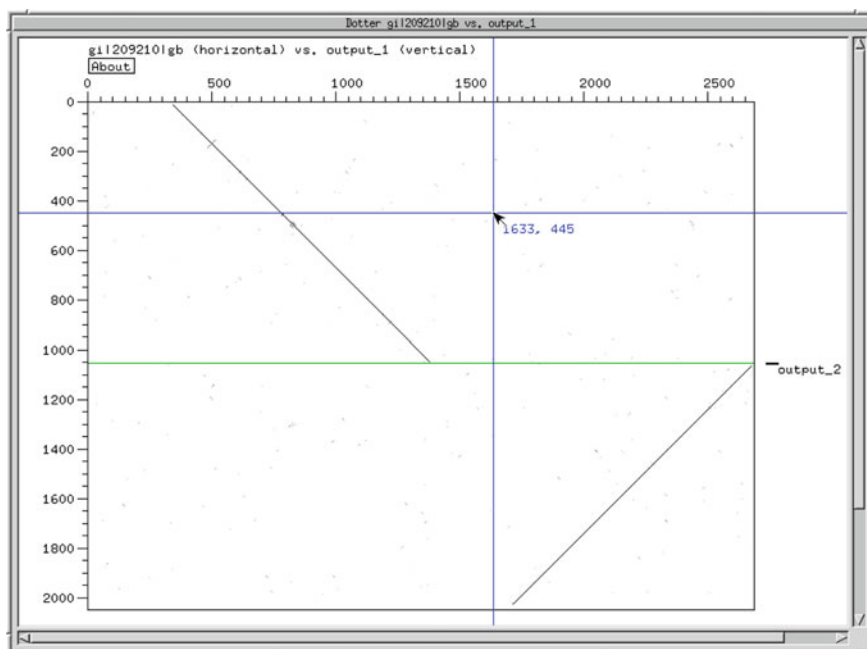 Dotter gi|209210|gb vs. output_1
gi|209210|gb (horizontal) vs. output_1 (vertical)
About
0 500 1000 1500 2000 2500
0
200
400
1633, 445
600
800
1000
output_2
1200
1400
1600
1800
2000